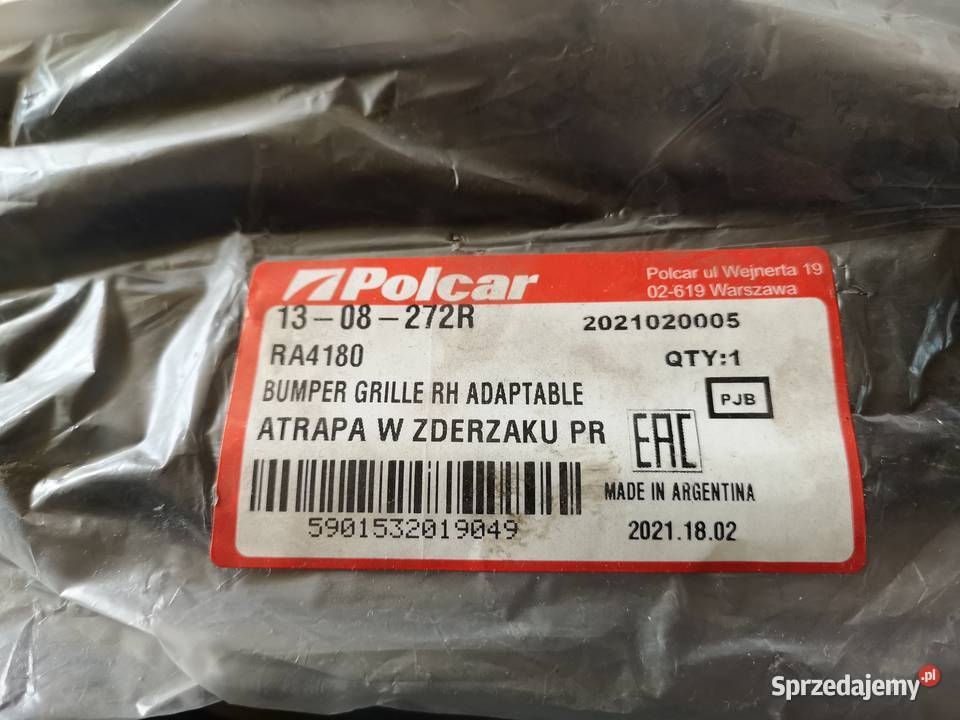 Polcar
Polcar ul Wejnerta 19
02-619 Warszawa
13-08-272R
2021020005
RA4180
QTY:1
BUMPER GRILLE RH ADAPTABLE
PJB
ATRAPA W ZDERZAKU PR
EAC
MADE IN ARGENTINA
5901532019049
2021.18.02
Sprzedajemy.pl